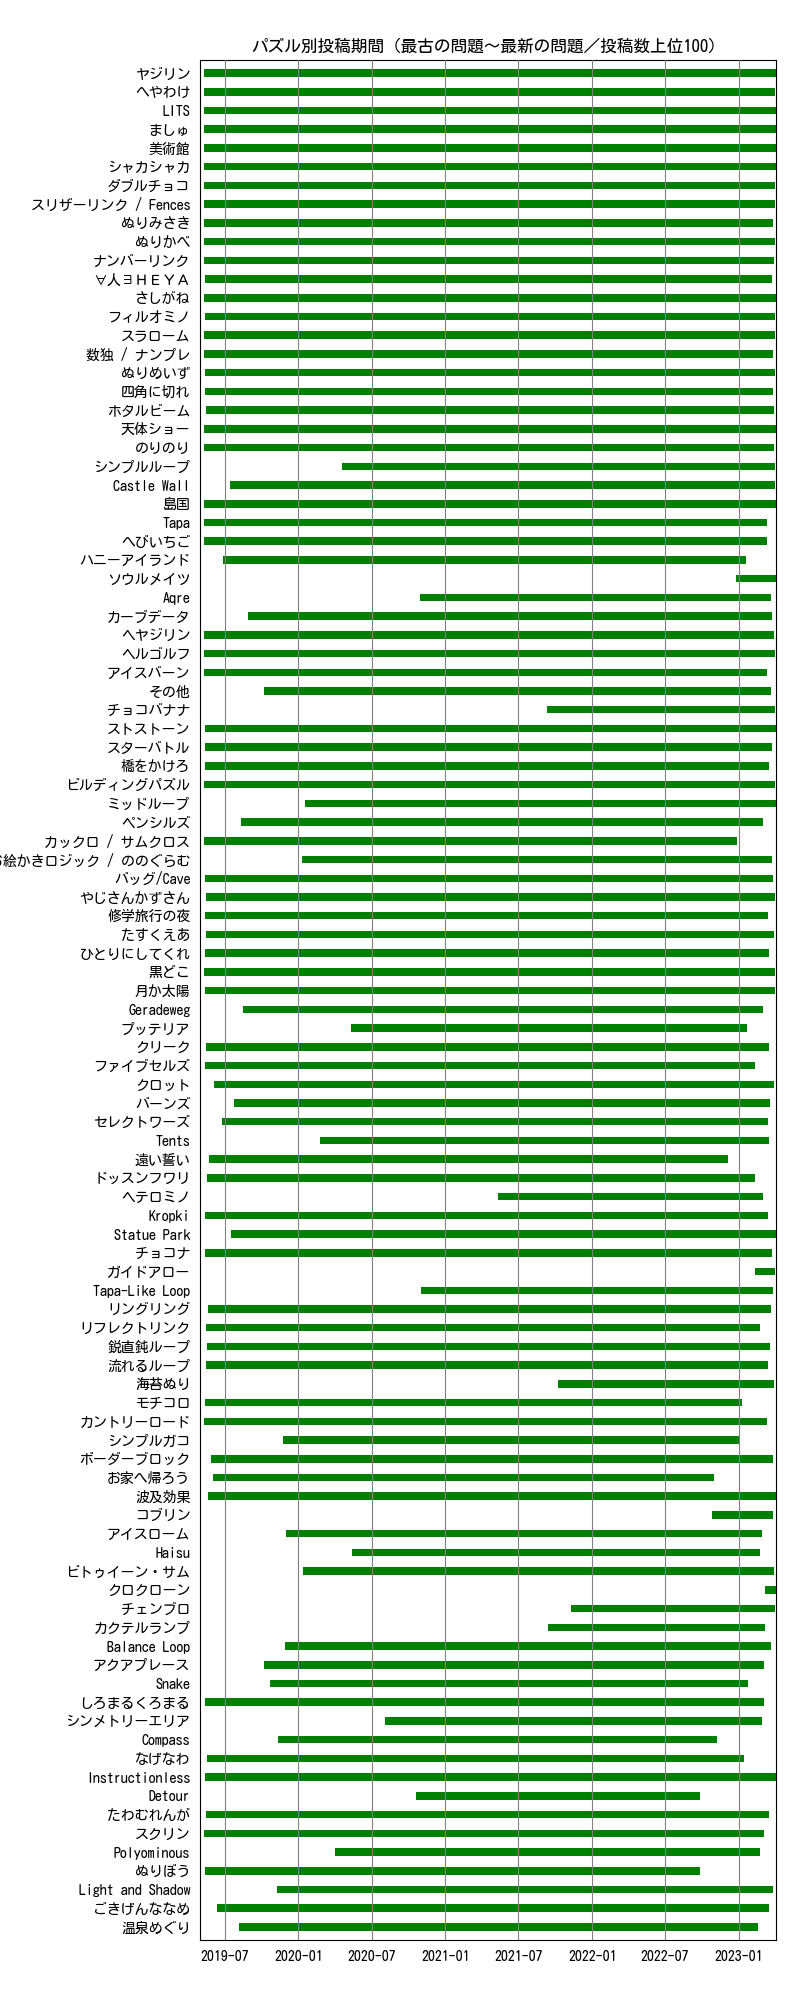 パズル別投稿期間（最古の問題～最新の問題／投稿数上位100）
ヤジリン
へやわけ
LITS
ましゅ
美術館
シャカシャカ
ダブルチョコ
スリザーリンク / Fences
ぬりみさき
ぬりかべ
ナンバーリンク
∀人∃ＨＥＹＡ
さしがね
フィルオミノ
スラローム
数独 / ナンプレ
ぬりめいず
四角に切れ
ホタルビーム
天体ショー
のりのり
シンプルループ
Castle Wall
島国
Tapa
へびいちご
ハニーアイランド
ソウルメイツ
Aqre
カーブデータ
ヘヤジリン
ヘルゴルフ
アイスバーン
その他
チョコバナナ
ストストーン
スターバトル
橋をかけろ
ビルディングパズル
ミッドループ
ペンシルズ
カックロ / サムクロス
絵かきロジック / ののぐらむ
バッグ/Cave
やじさんかずさん
修学旅行の夜
たすくえあ
ひとりにしてくれ
黒どこ
月か太陽
Geradeweg
プッテリア
クリーク
ファイブセルズ
クロット
バーンズ
セレクトワーズ
Tents
遠い誓い
ドッスンフワリ
ヘテロミノ
Kropki
Statue Park
チョコナ
ガイドアロー
Tapa-Like Loop
リングリング
リフレクトリンク
鋭直鈍ループ
流れるループ
海苔ぬり
モチコロ
カントリーロード
シンプルガコ
ボーダーブロック
お家へ帰ろう
波及効果
コブリン
アイスローム
Haisu
ビトゥイーン・サム
クロクローン
チェンブロ
カクテルランプ
Balance Loop
アクアプレース
Snake
しろまるくろまる
シンメトリーエリア
Compass
なげなわ
Instructionless
Detour
たわむれんが
スクリン
Polyominous
ぬりぼう
Light and Shadow
ごきげんななめ
温泉めぐり
2019-07 2020-01 2020-07 2021-01 2021-07 2022-01 2022-07 2023-01